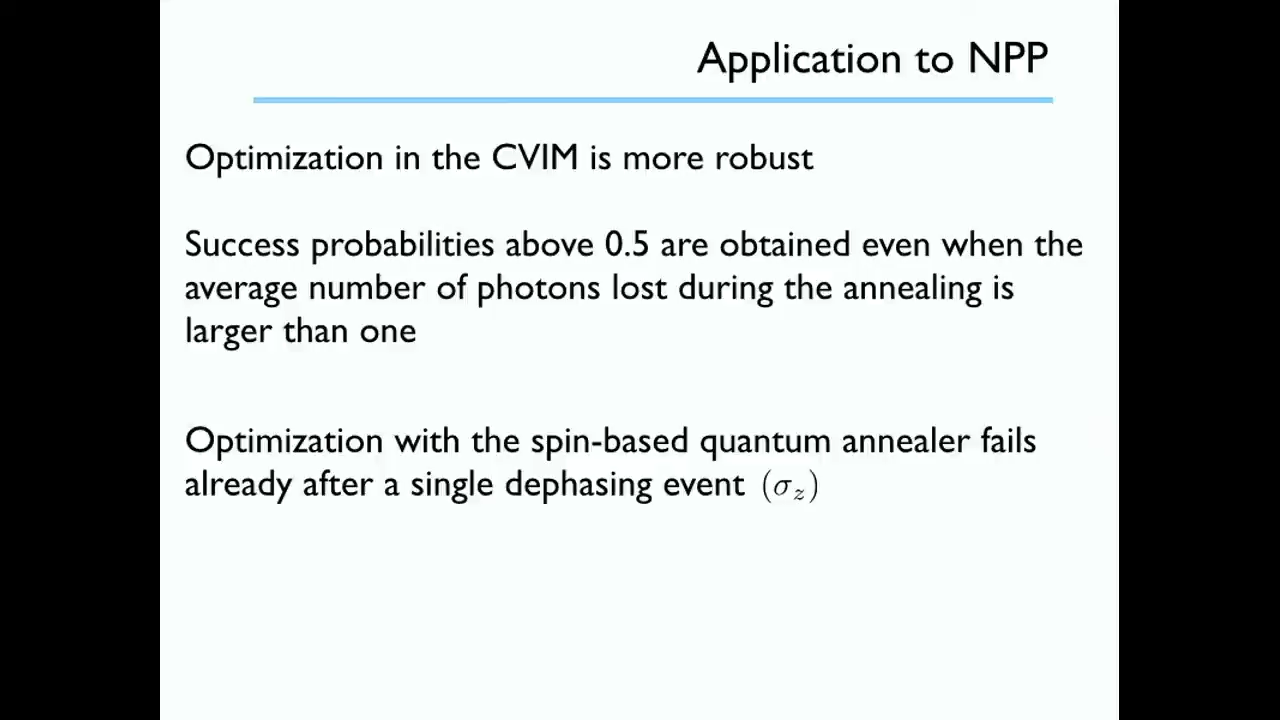 Application to NPP
Optimization in the CVIM is more robust
Success probabilities above 0.5 are obtained even when the
average number of photons lost during the annealing is
larger than one
Optimization with the spin-based quantum annealer fails
already after a single dephasing event (σ_z)